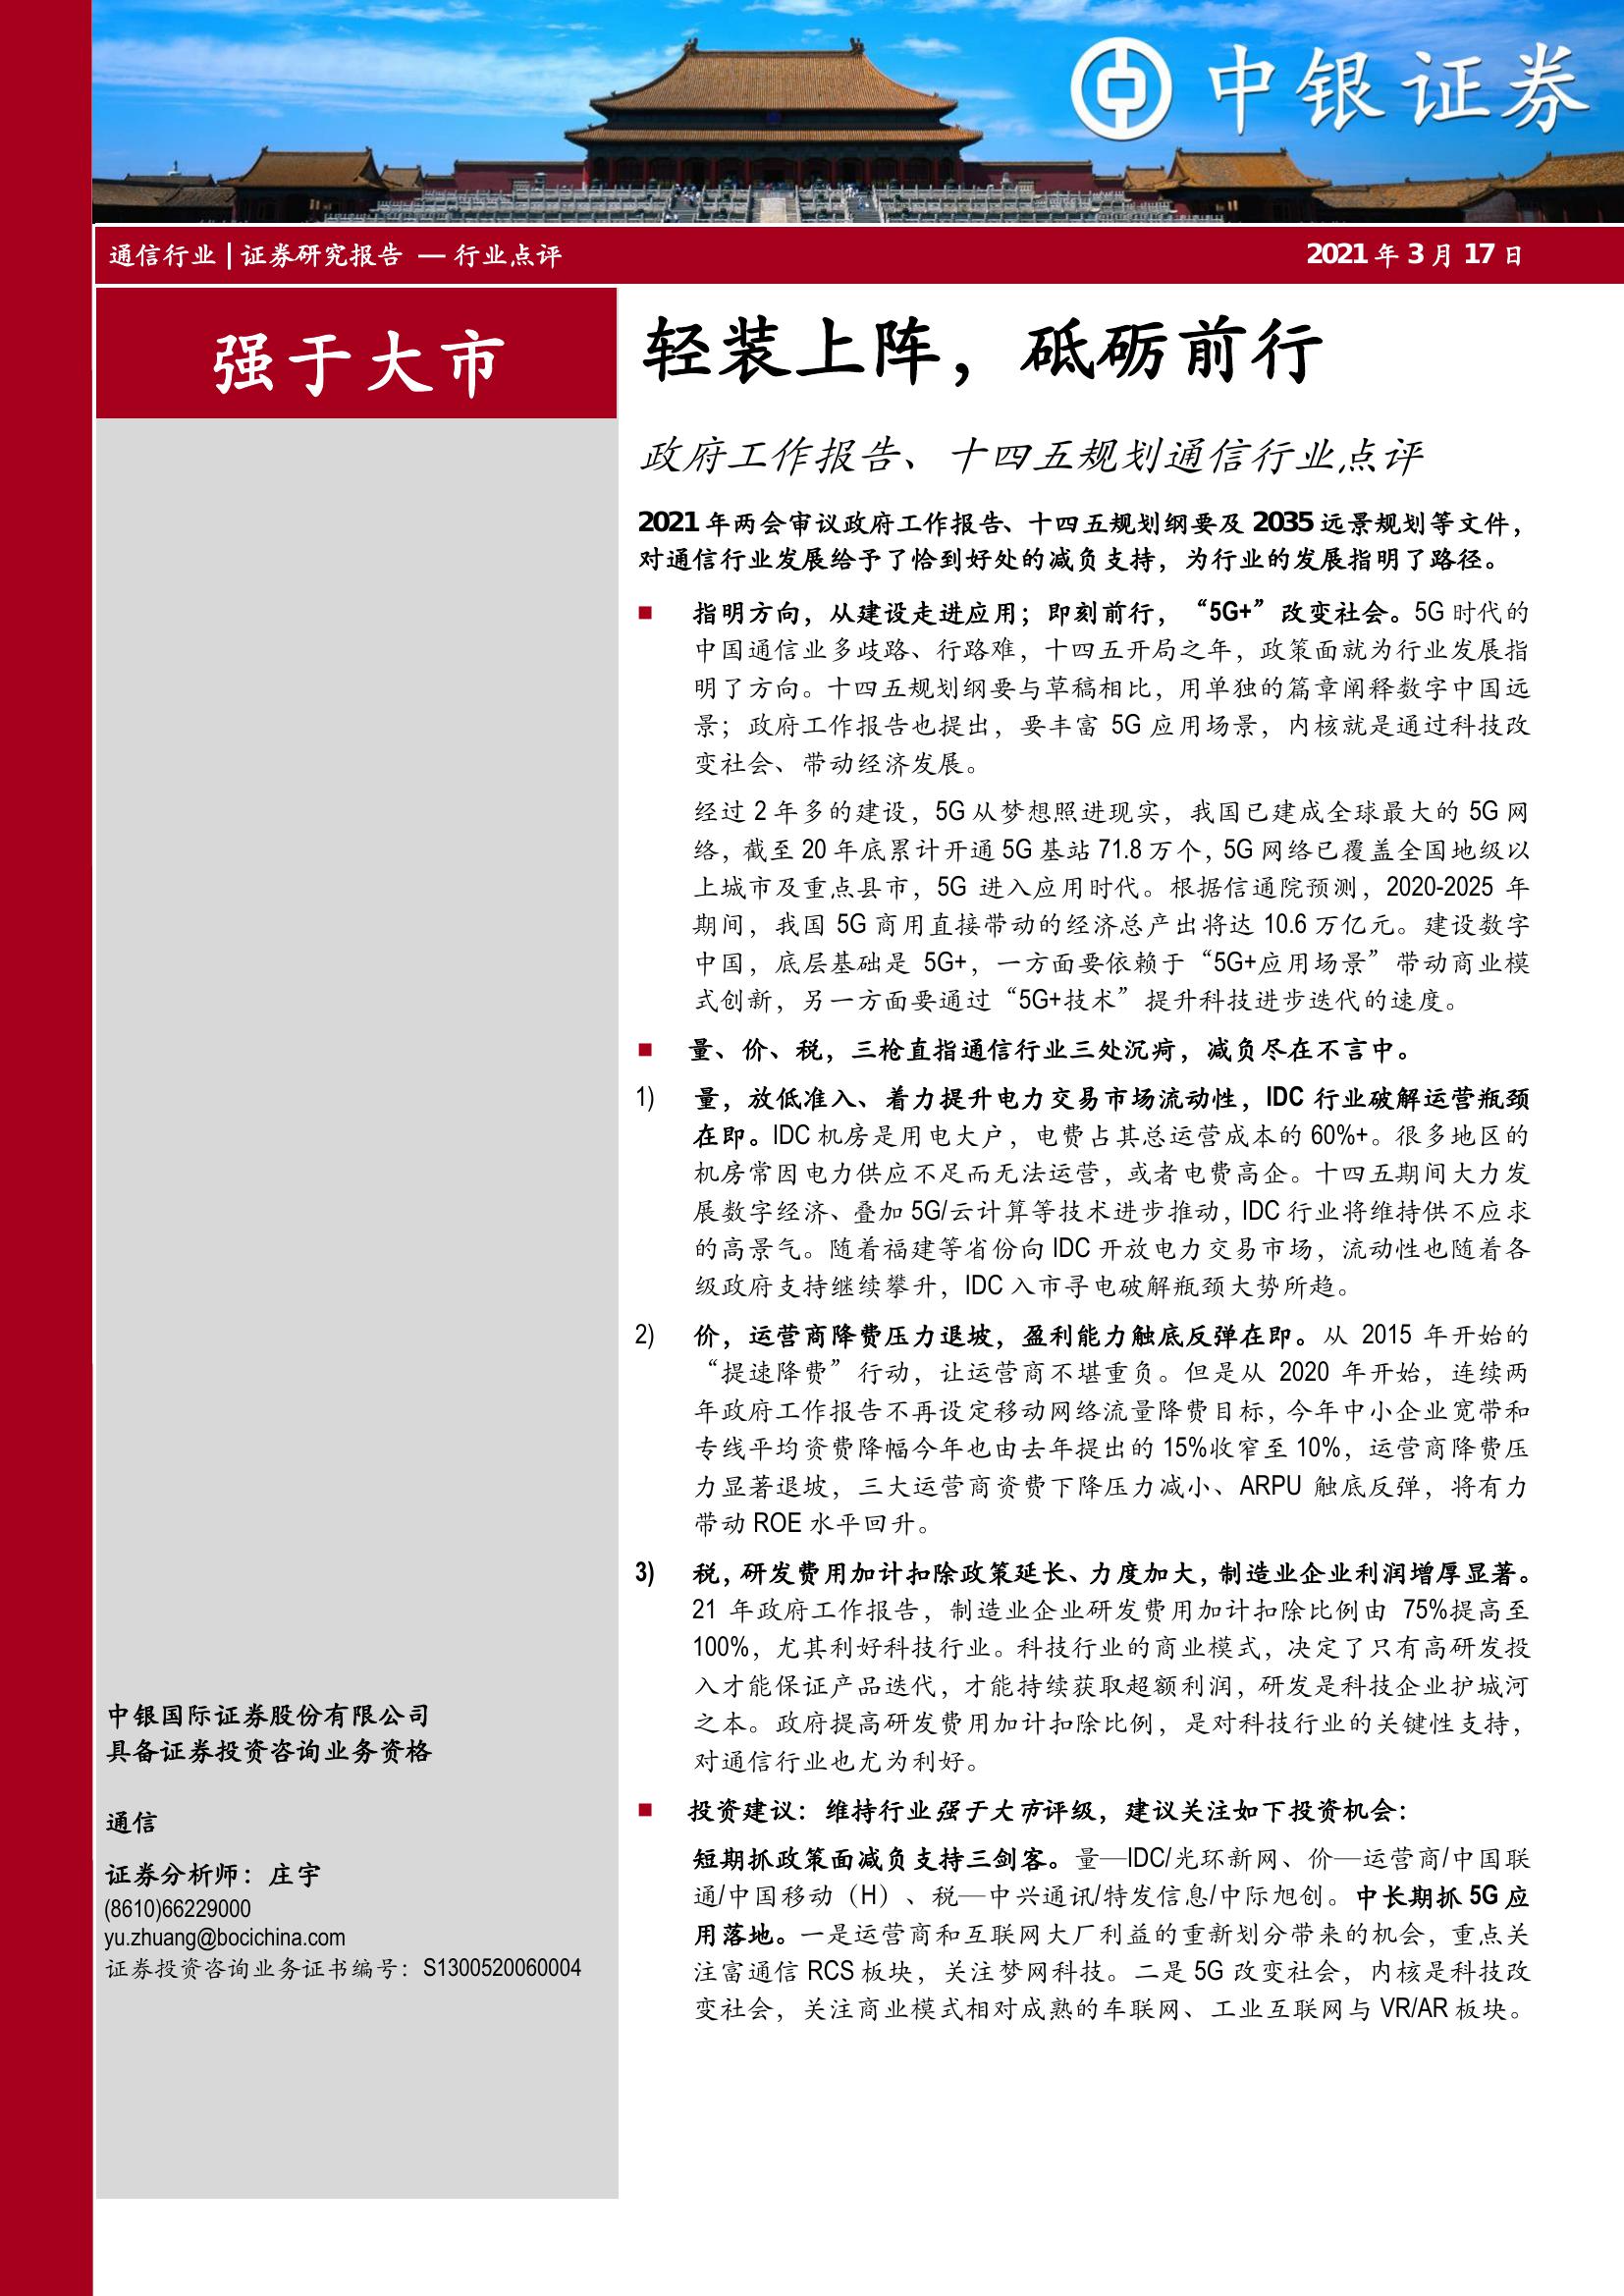 中银证券
通信行业 | 证券研究报告 — 行业点评
2021 年 3 月 17 日
强于大市
轻装上阵，砥砺前行
政府工作报告、十四五规划通信行业点评
2021 年两会审议政府工作报告、十四五规划纲要及 2035 远景规划等文件，
对通信行业发展给予了恰到好处的减负支持，为行业的发展指明了路径。
■ 指明方向，从建设走进应用；即刻前行，“5G+”改变社会。5G 时代的
中国通信业多歧路、行路难，十四五开局之年，政策面就为行业发展指
明了方向。十四五规划纲要与草稿相比，用单独的篇章阐释数字中国远
景；政府工作报告也提出，要丰富 5G 应用场景，内核就是通过科技改
变社会、带动经济发展。
经过 2 年多的建设，5G 从梦想照进现实，我国已建成全球最大的 5G 网
络，截至 20 年底累计开通 5G 基站 71.8 万个，5G 网络已覆盖全国地级以
上城市及重点县市，5G 进入应用时代。根据信通院预测，2020-2025 年
期间，我国 5G 商用直接带动的经济总产出将达 10.6 万亿元。建设数字
中国，底层基础是 5G+，一方面要依赖于“5G+应用场景”带动商业模
式创新，另一方面要通过“5G+技术”提升科技进步迭代的速度。
■ 量、价、税，三枪直指通信行业三处沉疴，减负尽在不言中。
1) 量，放低准入、着力提升电力交易市场流动性，IDC 行业破解运营瓶颈
在即。IDC 机房是用电大户，电费占其总运营成本的 60%+。很多地区的
机房常因电力供应不足而无法运营，或者电费高企。十四五期间大力发
展数字经济、叠加 5G/云计算等技术进步推动，IDC 行业将维持供不应求
的高景气。随着福建等省份向 IDC 开放电力交易市场，流动性也随着各
级政府支持继续攀升，IDC 入市寻电破解瓶颈大势所趋。
2) 价，运营商降费压力退坡，盈利能力触底反弹在即。从 2015 年开始的
“提速降费”行动，让运营商不堪重负。但是从 2020 年开始，连续两
年政府工作报告不再设定移动网络流量降费目标，今年中小企业宽带和
专线平均资费降幅今年也由去年提出的 15%收窄至 10%，运营商降费压
力显著退坡，三大运营商资费下降压力减小、ARPU 触底反弹，将有力
带动 ROE 水平回升。
3) 税，研发费用加计扣除政策延长、力度加大，制造业企业利润增厚显著。
21 年政府工作报告，制造业企业研发费用加计扣除比例由 75%提高至
100%，尤其利好科技行业。科技行业的商业模式，决定了只有高研发投
入才能保证产品迭代，才能持续获取超额利润，研发是科技企业护城河
之本。政府提高研发费用加计扣除比例，是对科技行业的关键性支持，
对通信行业也尤为利好。
■ 投资建议：维持行业强于大市评级，建议关注如下投资机会：
短期抓政策面减负支持三剑客。量—IDC/光环新网、价—运营商/中国联
通/中国移动（H）、税—中兴通讯/特发信息/中际旭创。中长期抓 5G 应
用落地。一是运营商和互联网大厂利益的重新划分带来的机会，重点关
注富通信 RCS 板块，关注梦网科技。二是 5G 改变社会，内核是科技改
变社会，关注商业模式相对成熟的车联网、工业互联网与 VR/AR 板块。
中银国际证券股份有限公司
具备证券投资咨询业务资格
通信
证券分析师：庄宇
(8610)66229000
yu.zhuang@bocichina.com
证券投资咨询业务证书编号：S1300520060004